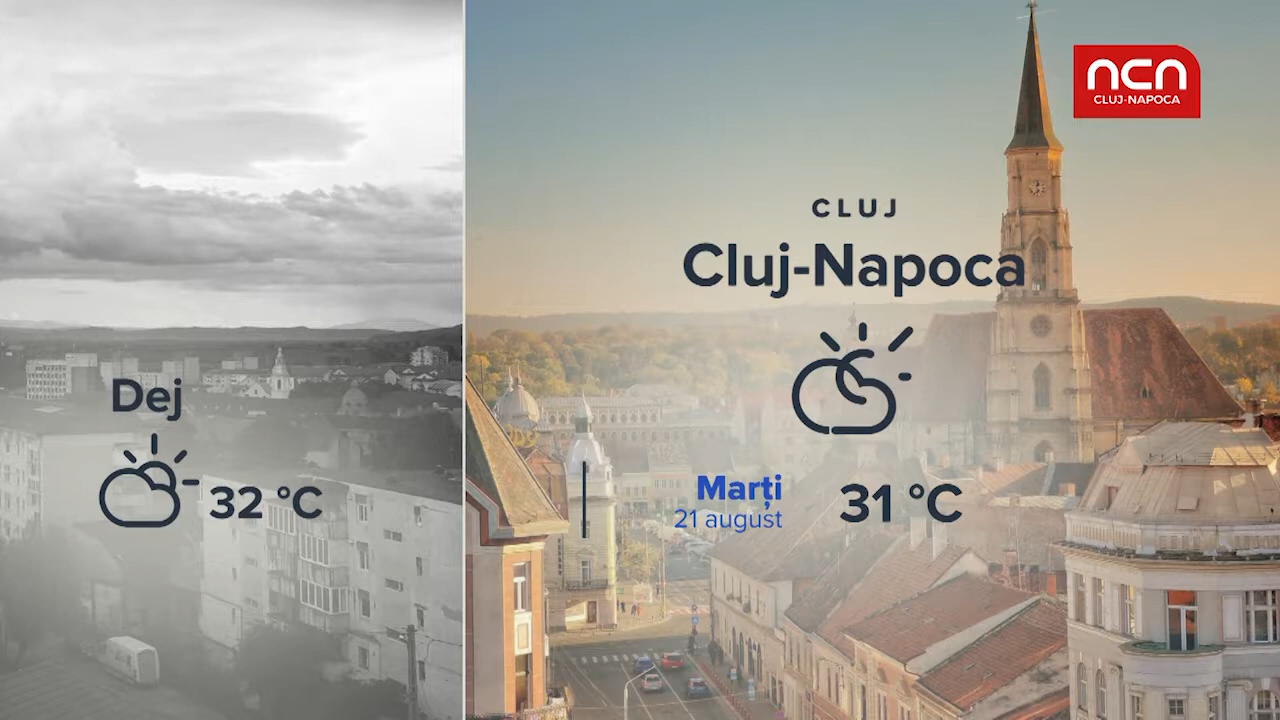 Dej
32 °C
ncn
CLUJ-NAPOCA
CLUJ
Cluj-Napoca
Marți
21 august
31 °C